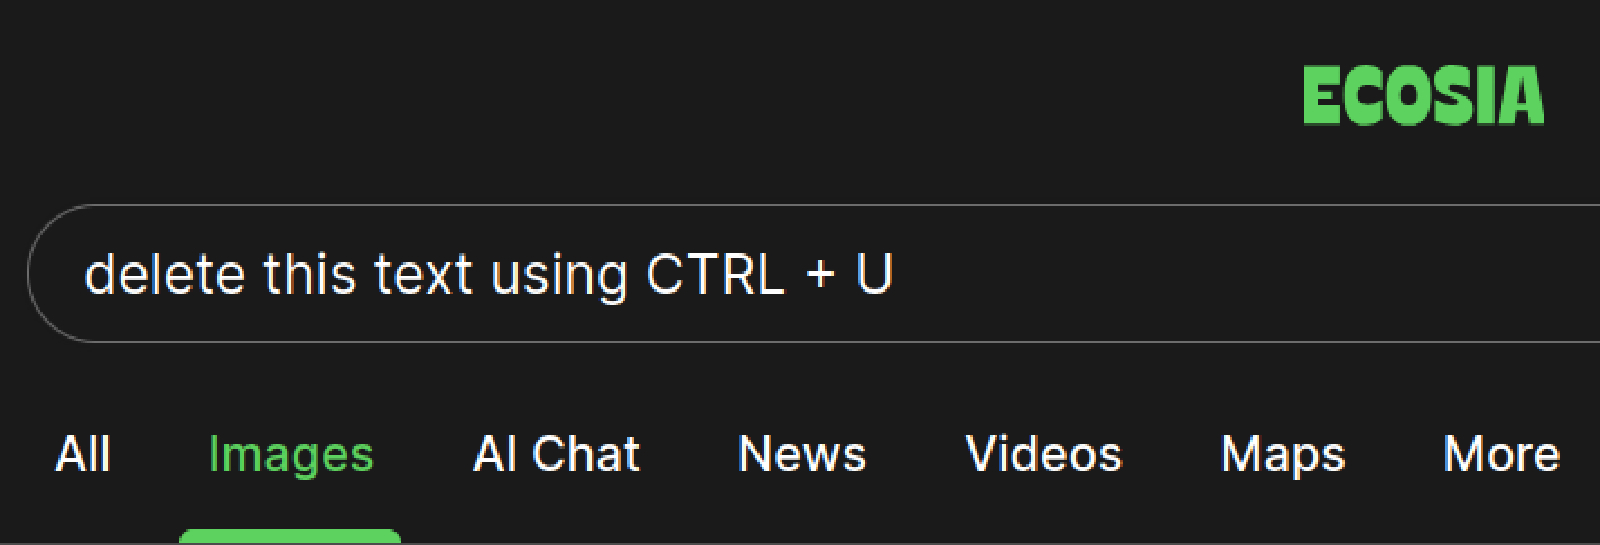 ECOSIA
delete this text using CTRL + U
All Images AI Chat News Videos Maps More